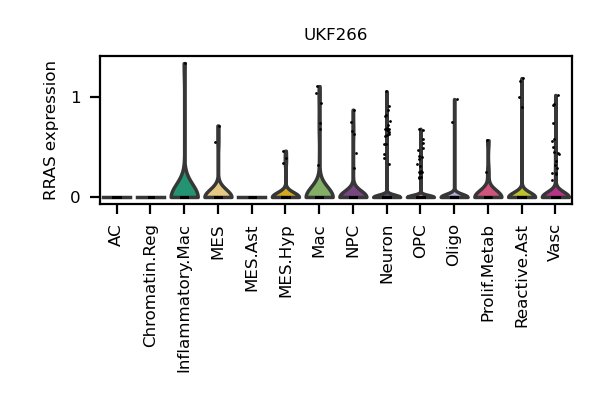 UKF266
RRAS expression
1
0
AC
Chromatin.Reg
Inflammatory.Mac
MES
MES.Ast
MES.Hyp
Mac
NPC
Neuron
OPC
Oligo
Prolif.Metab
Reactive.Ast
Vasc